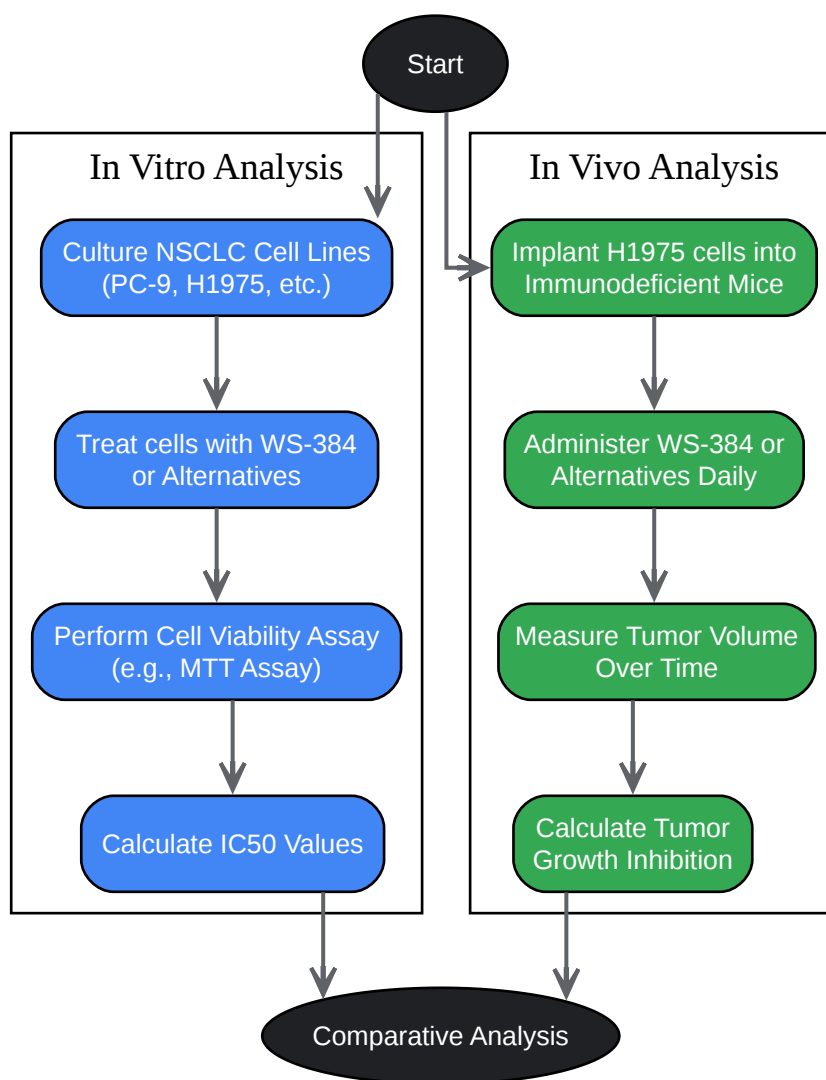 Start
In Vitro Analysis
Culture NSCLC Cell Lines
(PC-9, H1975, etc.)
Treat cells with WS-384
or Alternatives
Perform Cell Viability Assay
(e.g., MTT Assay)
Calculate IC50 Values
In Vivo Analysis
Implant H1975 cells into
Immunodeficient Mice
Administer WS-384 or
Alternatives Daily
Measure Tumor Volume
Over Time
Calculate Tumor
Growth Inhibition
Comparative Analysis